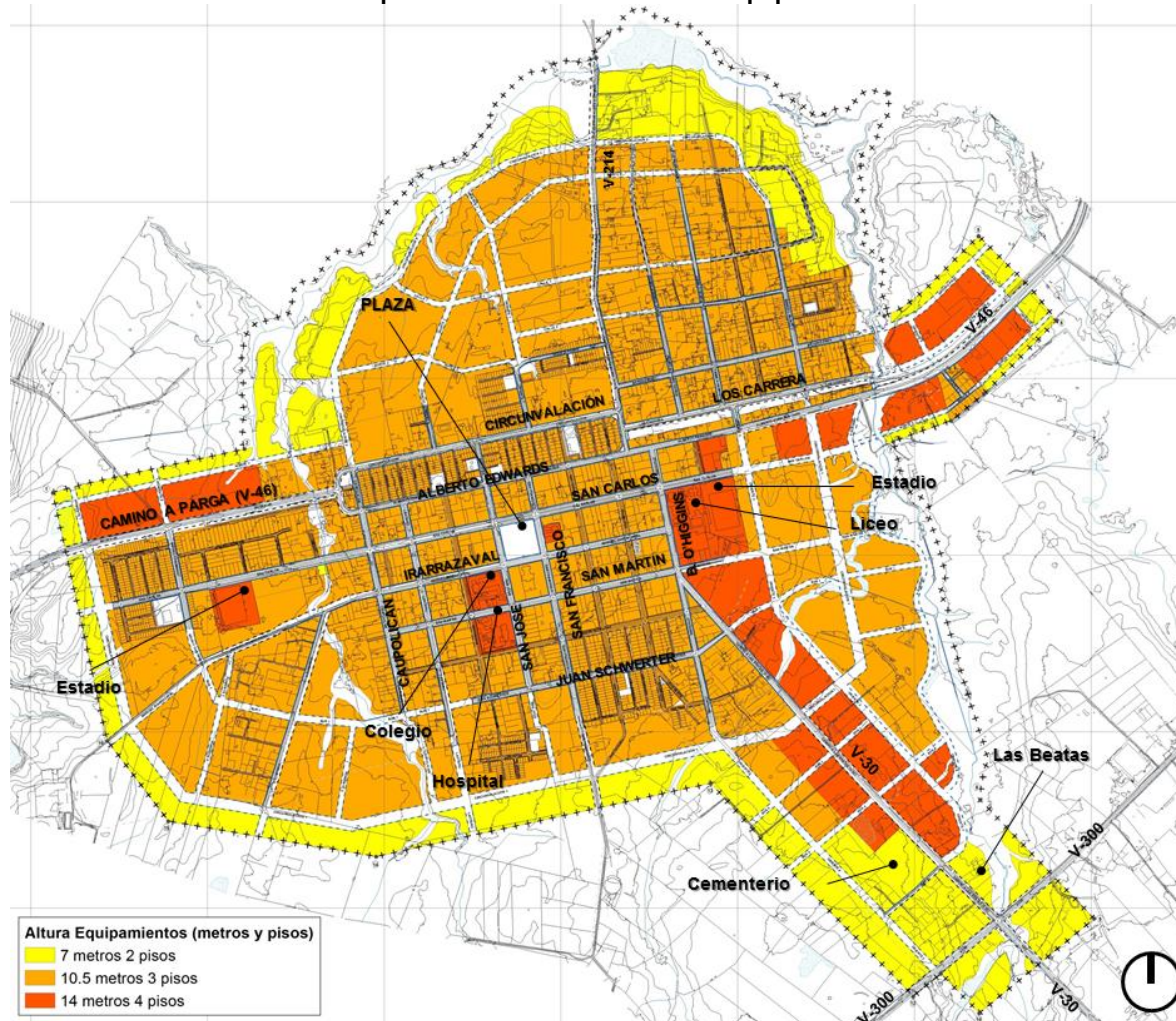 V-214
PLAZA
V-46
LOS CARRERA
CIRCUNVALACIÓN
ALBERTO EDWARDS
SAN CARLOS
CAMINO A PARGA (V-46)
Estadio
Liceo
B. O'HIGGINS
IRARRAZAVAL
SAN FRANCISCO
SAN MARTIN
CAUPOLICAN
SAN JOSE
JUAN SCHWERTER
Estadio
Colegio
Hospital
V-30
Las Beatas
V-300
Cementerio
V-300
V-30
Altura Equipamientos (metros y pisos)
7 metros 2 pisos
10.5 metros 3 pisos
14 metros 4 pisos